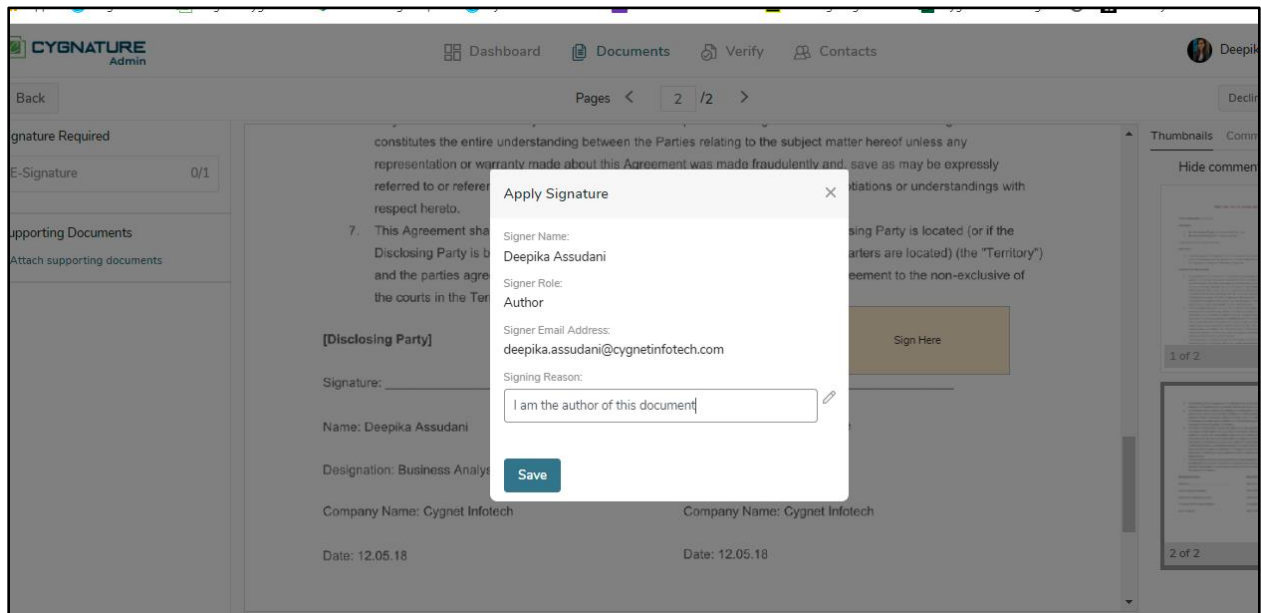 CYGNATURE
Admin
Dashboard
Documents
Verify
Contacts
Deepik
Back
Pages < 2 /2 >
Declin
gnature Required
E-Signature 0/1
upporting Documents
Attach supporting documents
constitutes the entire understanding between the Parties relating to the subject matter hereof unless any
representation or warranty made about this Agreement was made fraudulently and, save as may be expressly
referred to or referen
otiations or understandings with
respect hereto.
7. This Agreement sha
sing Party is located (or if the
Disclosing Party is b
arters are located) (the "Territory")
and the parties agre
eement to the non-exclusive of
the courts in the Ter
[Disclosing Party]
Sign Here
Signature:
Name: Deepika Assudani
Designation: Business Analys
Company Name: Cygnet Infotech
Company Name: Cygnet Infotech
Date: 12.05.18
Date: 12.05.18
Apply Signature
Signer Name:
Deepika Assudani
Signer Role:
Author
Signer Email Address:
deepika.assudani@cygnetinfotech.com
Signing Reason:
I am the author of this document
Save
Thumbnails Comm
Hide commen
1 of 2
2 of 2